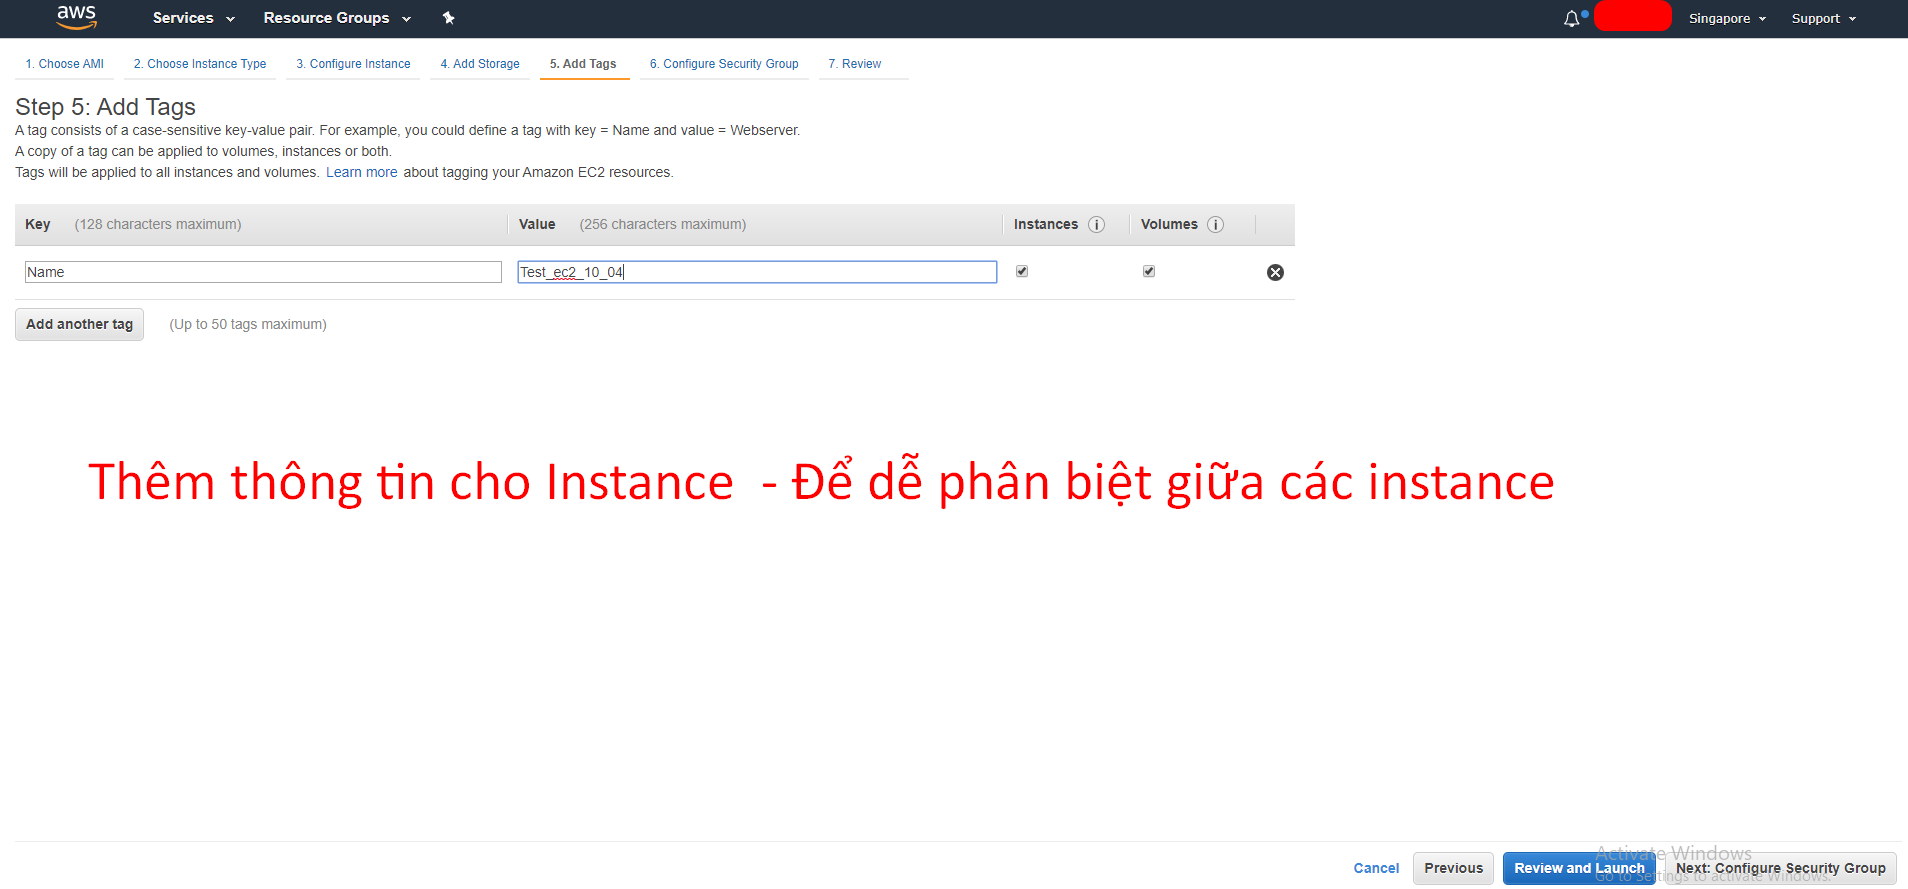 aws Services Resource Groups Singapore Support
1. Choose AMI 2. Choose Instance Type 3. Configure Instance 4. Add Storage 5. Add Tags 6. Configure Security Group 7. Review
Step 5: Add Tags
A tag consists of a case-sensitive key-value pair. For example, you could define a tag with key = Name and value = Webserver.
A copy of a tag can be applied to volumes, instances or both.
Tags will be applied to all instances and volumes. Learn more about tagging your Amazon EC2 resources.
Key (128 characters maximum) Value (256 characters maximum) Instances i Volumes i
Name Test_ec2_10_04
Add another tag (Up to 50 tags maximum)
Thêm thông tin cho Instance - Để dễ phân biệt giữa các instance
Activate Windows
Cancel Previous Review and Launch Next: Configure Security Group
Go to Settings to activate Windows.